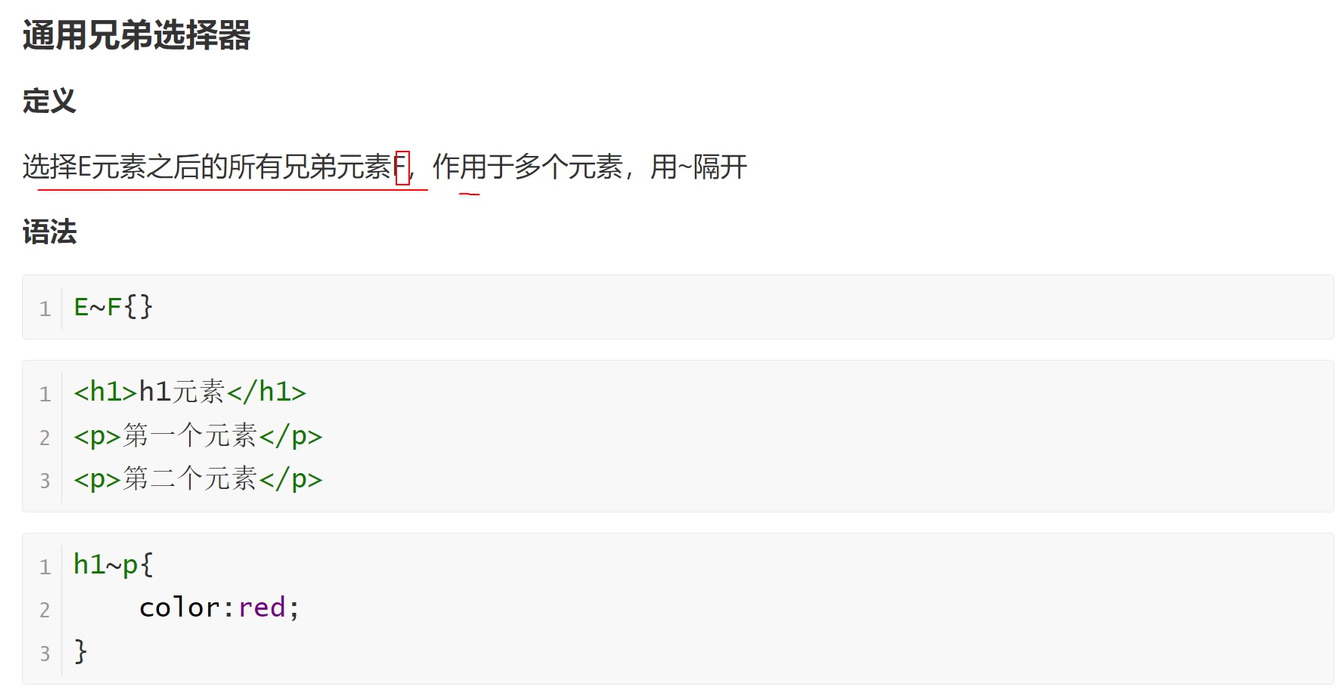 通用兄弟选择器
定义
选择E元素之后的所有兄弟元素F，作用于多个元素，用~隔开
语法
1 E~F{}
1 <h1>h1元素</h1>
2 <p>第一个元素</p>
3 <p>第二个元素</p>
1 h1~p{
2     color:red;
3 }